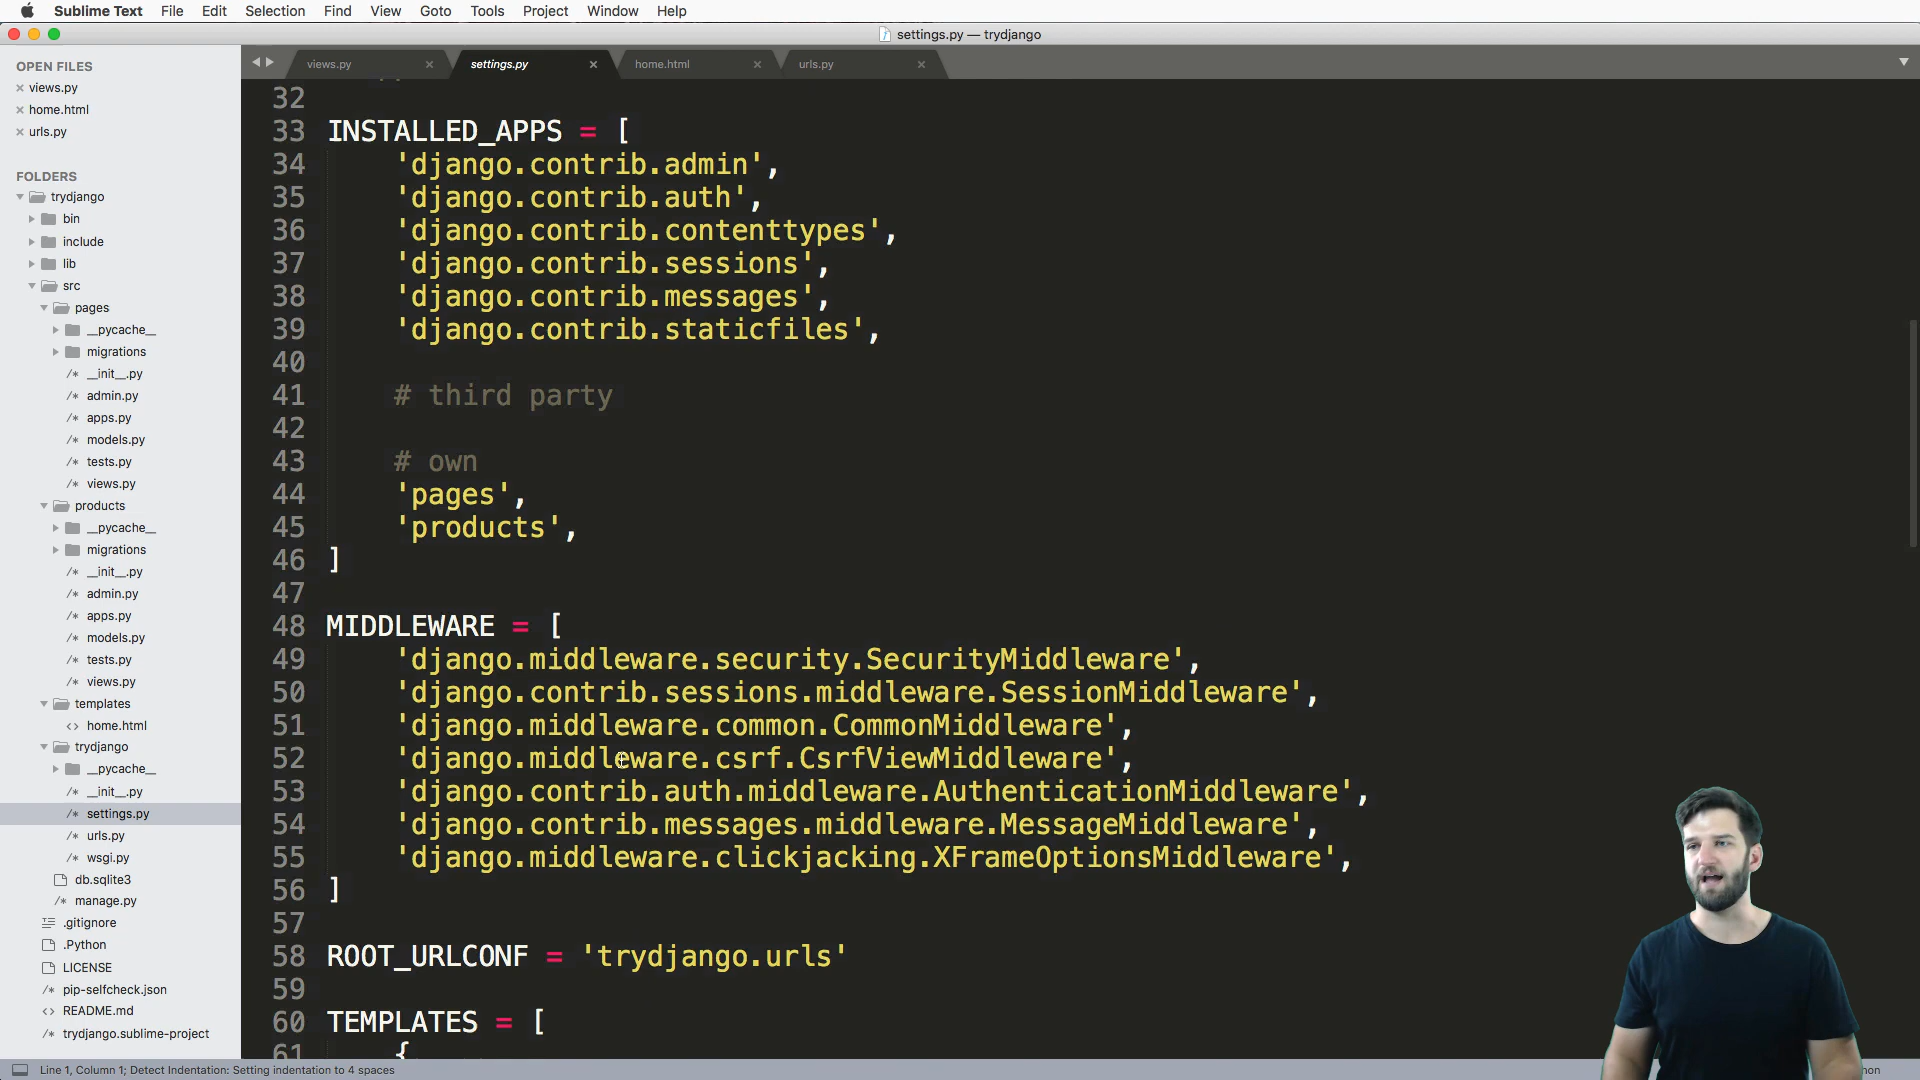 Sublime Text File Edit Selection Find View Goto Tools Project Window Help
settings.py — trydjango
OPEN FILES
views.py
home.html
urls.py
FOLDERS
trydjango
bin
include
lib
src
pages
__pycache__
migrations
__init__.py
admin.py
apps.py
models.py
tests.py
views.py
products
__pycache__
migrations
__init__.py
admin.py
apps.py
models.py
tests.py
views.py
templates
home.html
trydjango
__pycache__
__init__.py
settings.py
urls.py
wsgi.py
db.sqlite3
manage.py
.gitignore
.Python
LICENSE
pip-selfcheck.json
README.md
trydjango.sublime-project
views.py settings.py home.html urls.py
32
33 INSTALLED_APPS = [
34 'django.contrib.admin',
35 'django.contrib.auth',
36 'django.contrib.contenttypes',
37 'django.contrib.sessions',
38 'django.contrib.messages',
39 'django.contrib.staticfiles',
40
41 # third party
42
43 # own
44 'pages',
45 'products',
46 ]
47
48 MIDDLEWARE = [
49 'django.middleware.security.SecurityMiddleware',
50 'django.contrib.sessions.middleware.SessionMiddleware',
51 'django.middleware.common.CommonMiddleware',
52 'django.middleware.csrf.CsrfViewMiddleware',
53 'django.contrib.auth.middleware.AuthenticationMiddleware',
54 'django.contrib.messages.middleware.MessageMiddleware',
55 'django.middleware.clickjacking.XFrameOptionsMiddleware',
56 ]
57
58 ROOT_URLCONF = 'trydjango.urls'
59
60 TEMPLATES = [
61 {
Line 1, Column 1; Detect Indentation: Setting indentation to 4 spaces